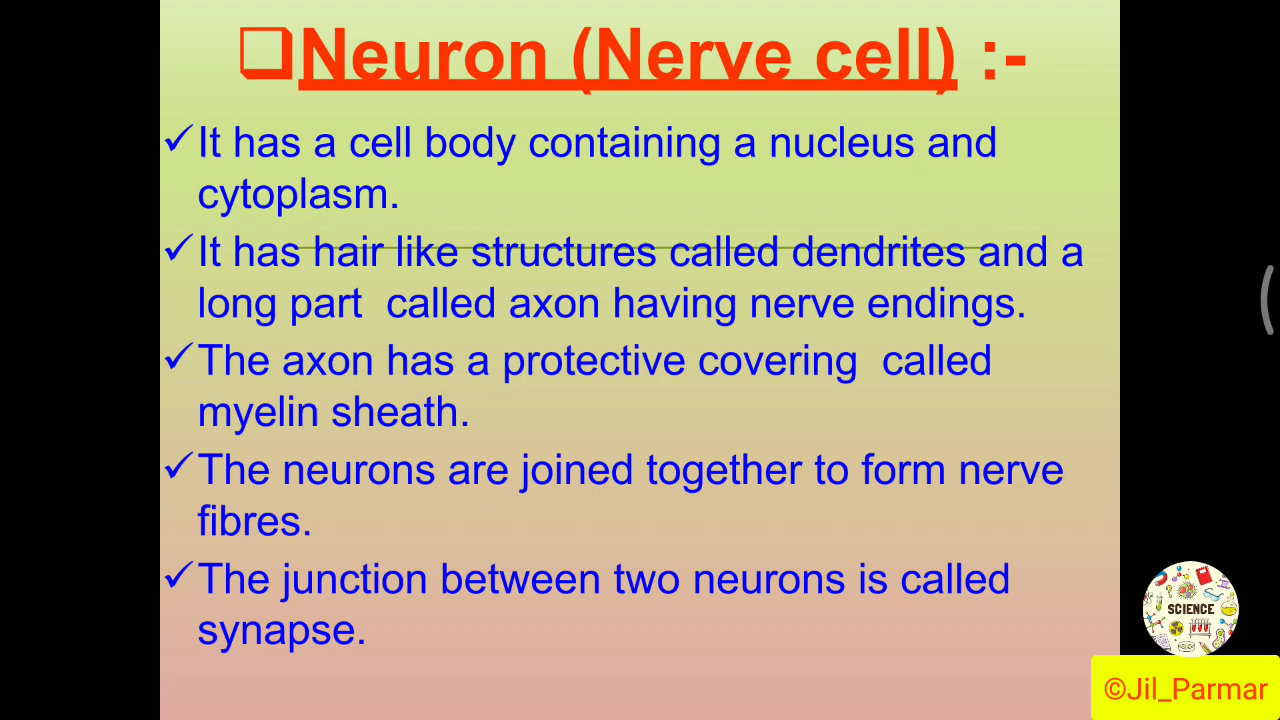 ❑Neuron (Nerve cell) :-
✓It has a cell body containing a nucleus and
cytoplasm.
✓It has hair like structures called dendrites and a
long part called axon having nerve endings.
✓The axon has a protective covering called
myelin sheath.
✓The neurons are joined together to form nerve
fibres.
✓The junction between two neurons is called
synapse.
SCIENCE
©Jil_Parmar